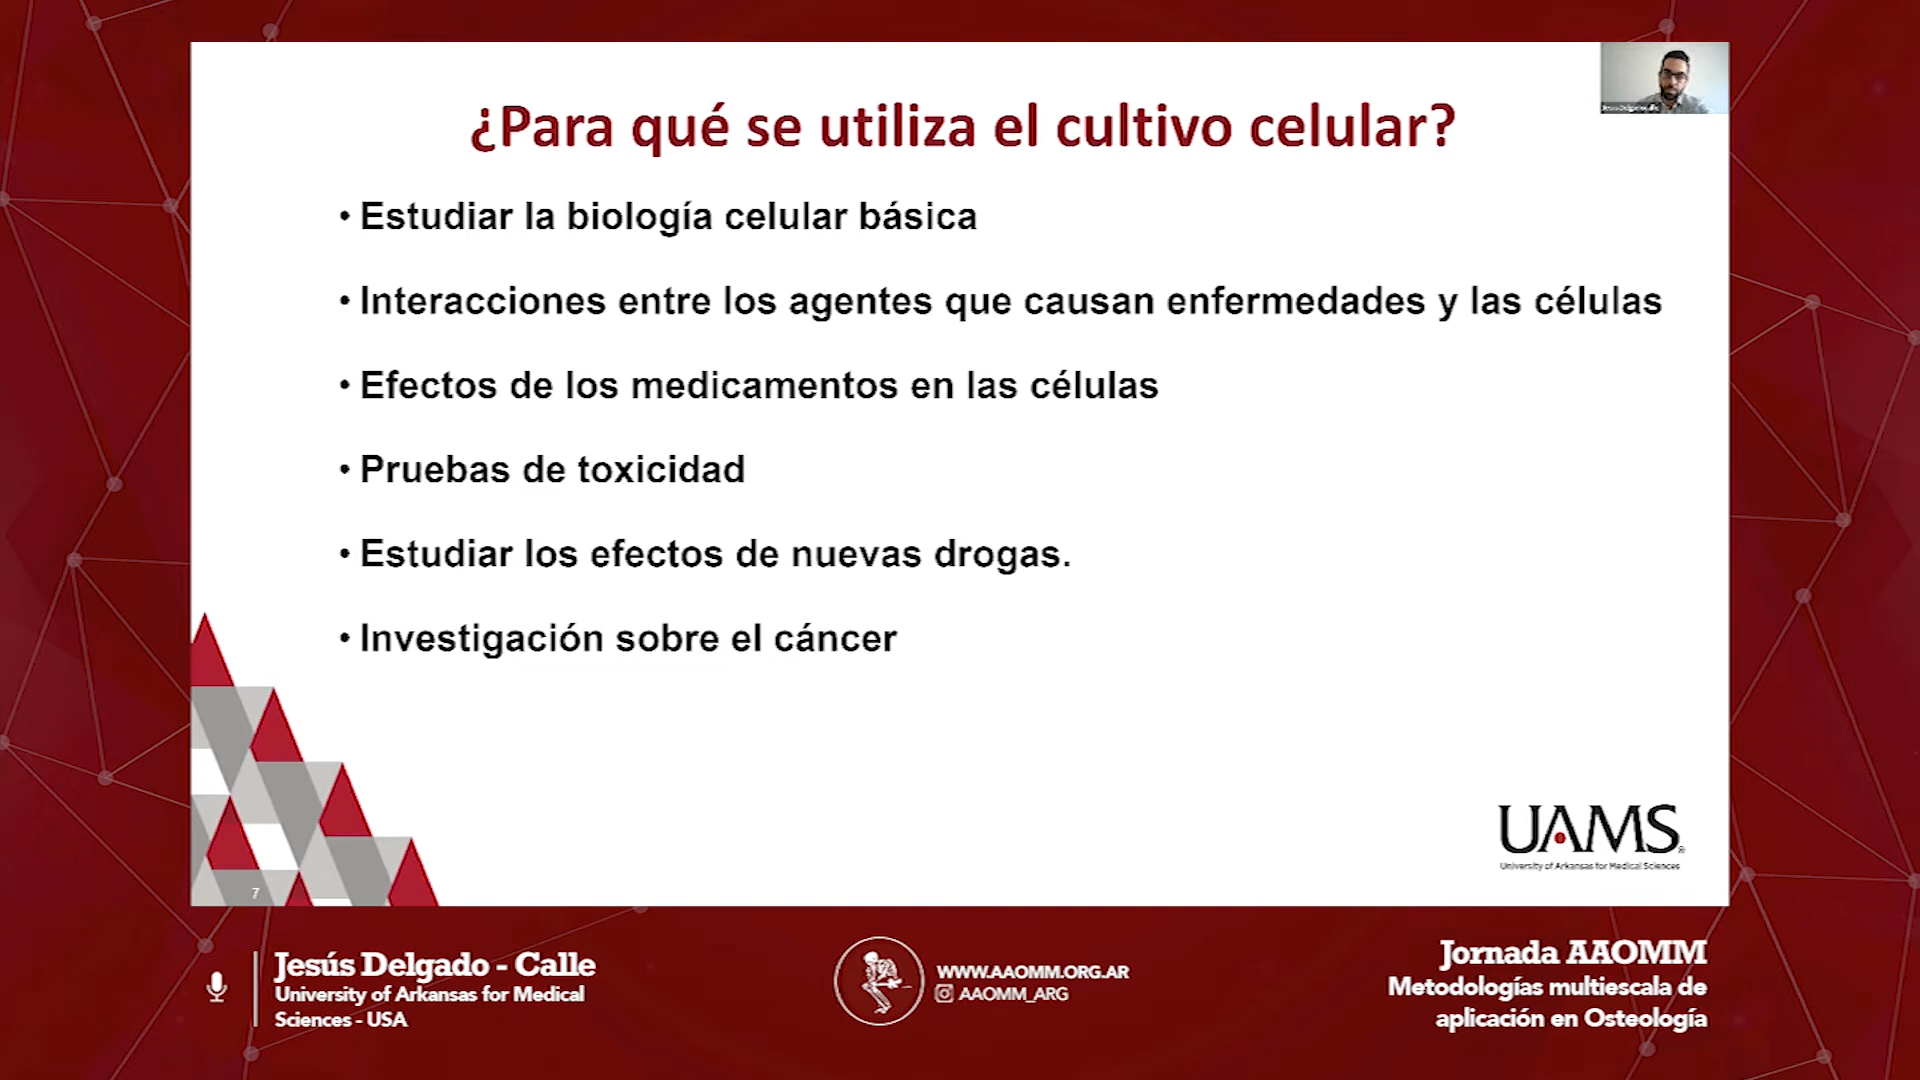 ¿Para qué se utiliza el cultivo celular?
• Estudiar la biología celular básica
• Interacciones entre los agentes que causan enfermedades y las células
• Efectos de los medicamentos en las células
• Pruebas de toxicidad
• Estudiar los efectos de nuevas drogas.
• Investigación sobre el cáncer
7
UAMS®
University of Arkansas for Medical Sciences
Jesús Delgado - Calle
University of Arkansas for Medical
Sciences - USA
WWW.AAOMM.ORG.AR
AAOMM_ARG
Jornada AAOMM
Metodologías multiescala de
aplicación en Osteología